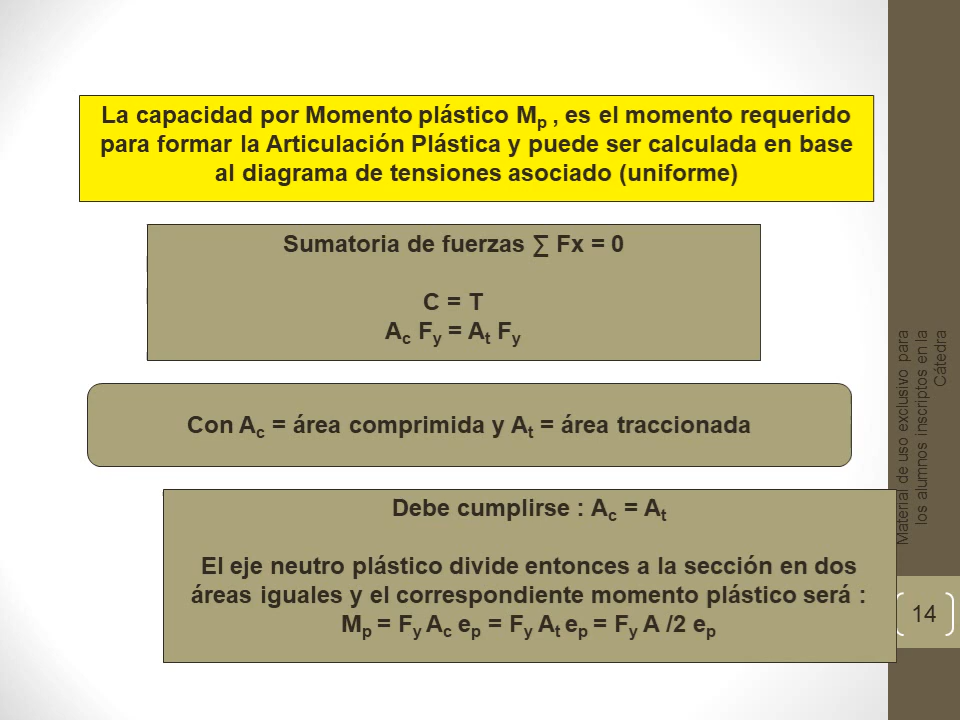 La capacidad por Momento plástico Mp , es el momento requerido
para formar la Articulación Plástica y puede ser calculada en base
al diagrama de tensiones asociado (uniforme)
Sumatoria de fuerzas ∑ Fx = 0
C = T
Ac Fy = At Fy
Con Ac = área comprimida y At = área traccionada
Debe cumplirse : Ac = At
El eje neutro plástico divide entonces a la sección en dos
áreas iguales y el correspondiente momento plástico será :
Mp = Fy Ac ep = Fy At ep = Fy A /2 ep
Material de uso exclusivo para
los alumnos inscriptos en la
Cátedra
14